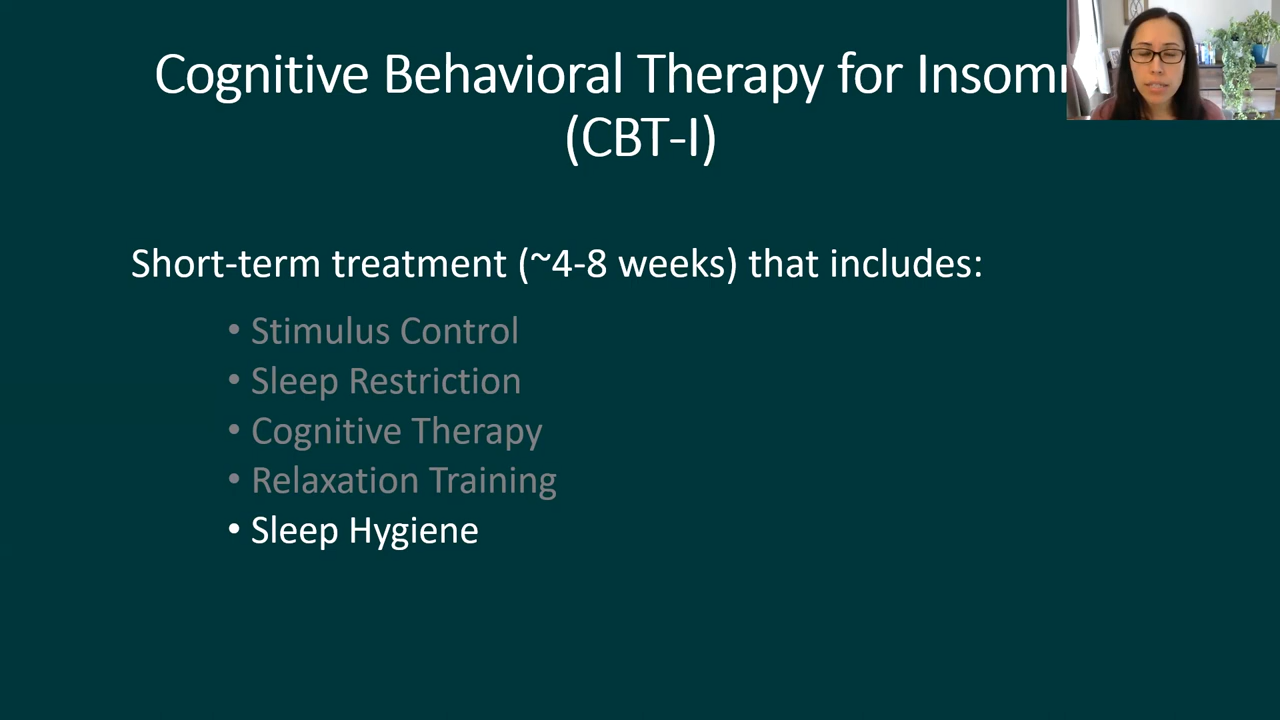 Cognitive Behavioral Therapy for
(CBT-I)
Short-term treatment (~4-8 weeks) that includes:
• Stimulus Control
• Sleep Restriction
• Cognitive Therapy
• Relaxation Training
• Sleep Hygiene